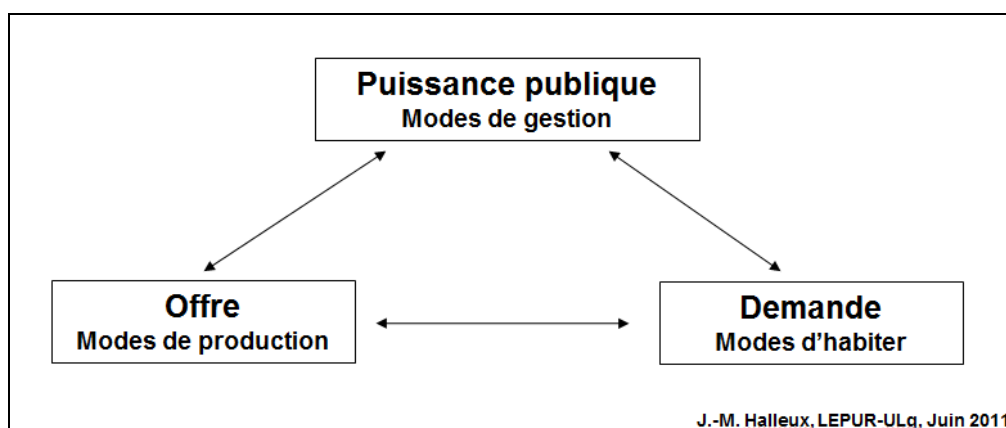 Puissance publique
Modes de gestion
Offre
Modes de production
Demande
Modes d'habiter
J.-M. Halleux, LEPUR-ULg, Juin 2011